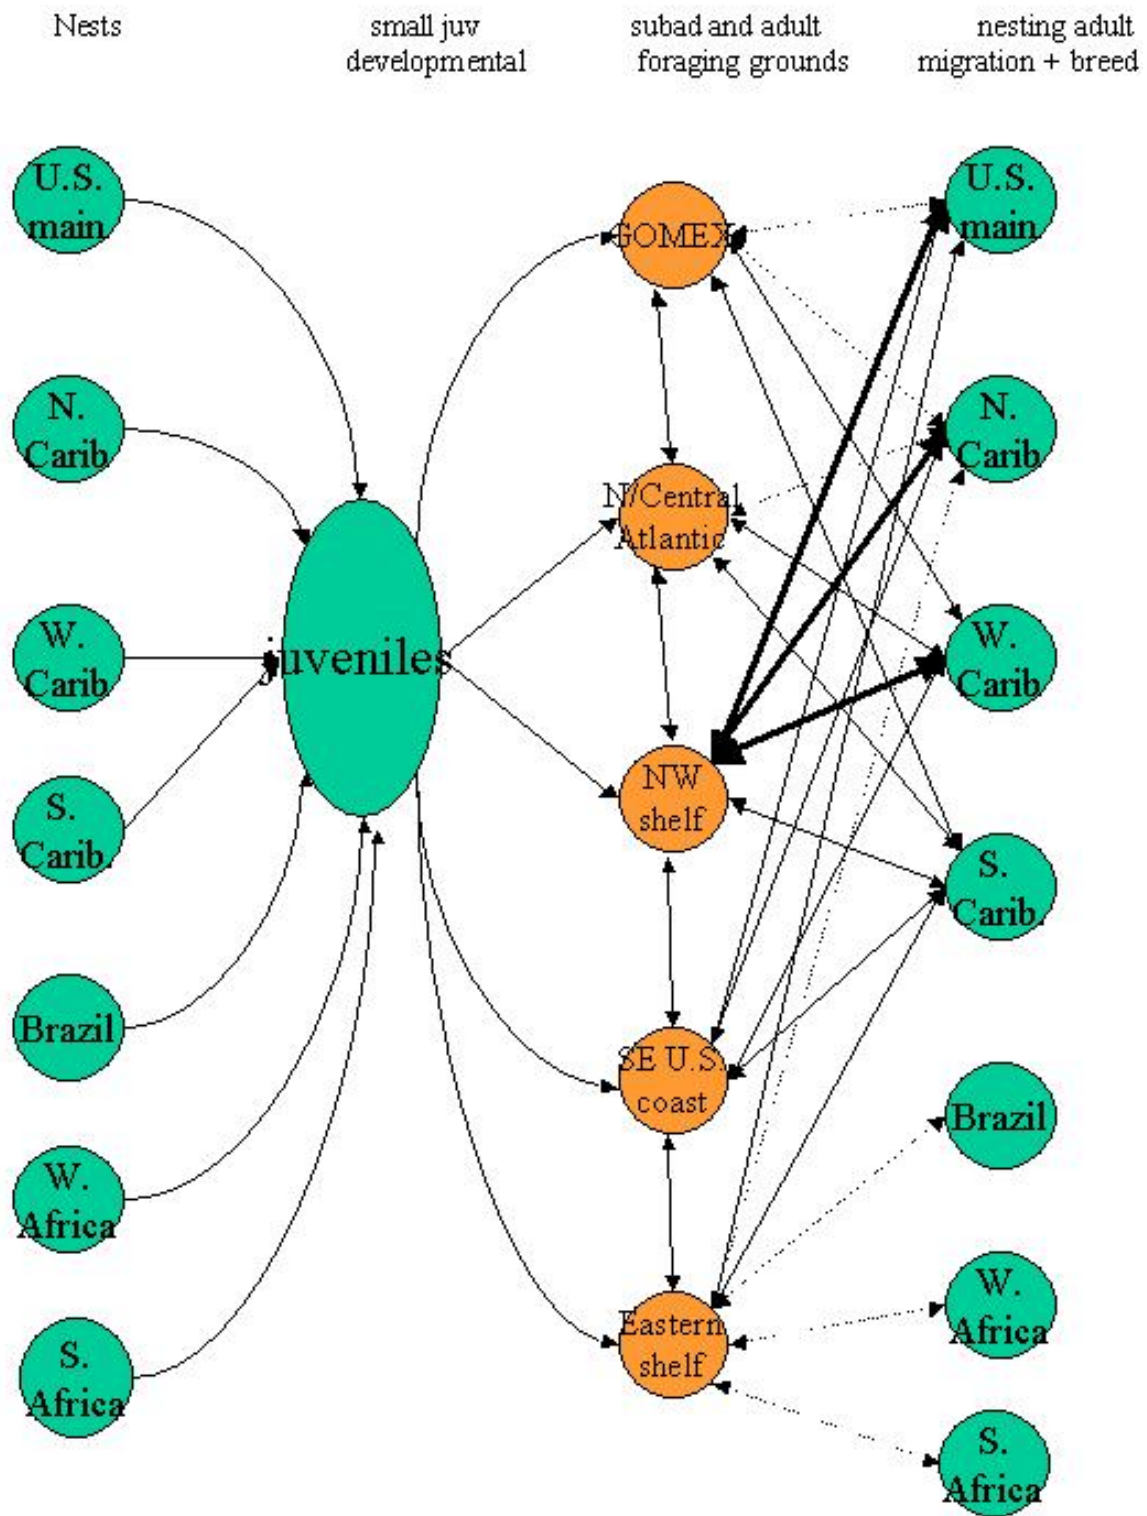 Nests
small juv
developmental
subad and adult
foraging grounds
nesting adult
migration + breed
U.S.
main
N.
Carib
W.
Carib
S.
Carib.
Brazil
W.
Africa
S.
Africa
juveniles
GOMEX
N/Central
Atlantic
NW
shelf
SE U.S.
coast
Eastern
shelf
U.S.
main
N.
Carib
W.
Carib
S.
Carib.
Brazil
W.
Africa
S.
Africa